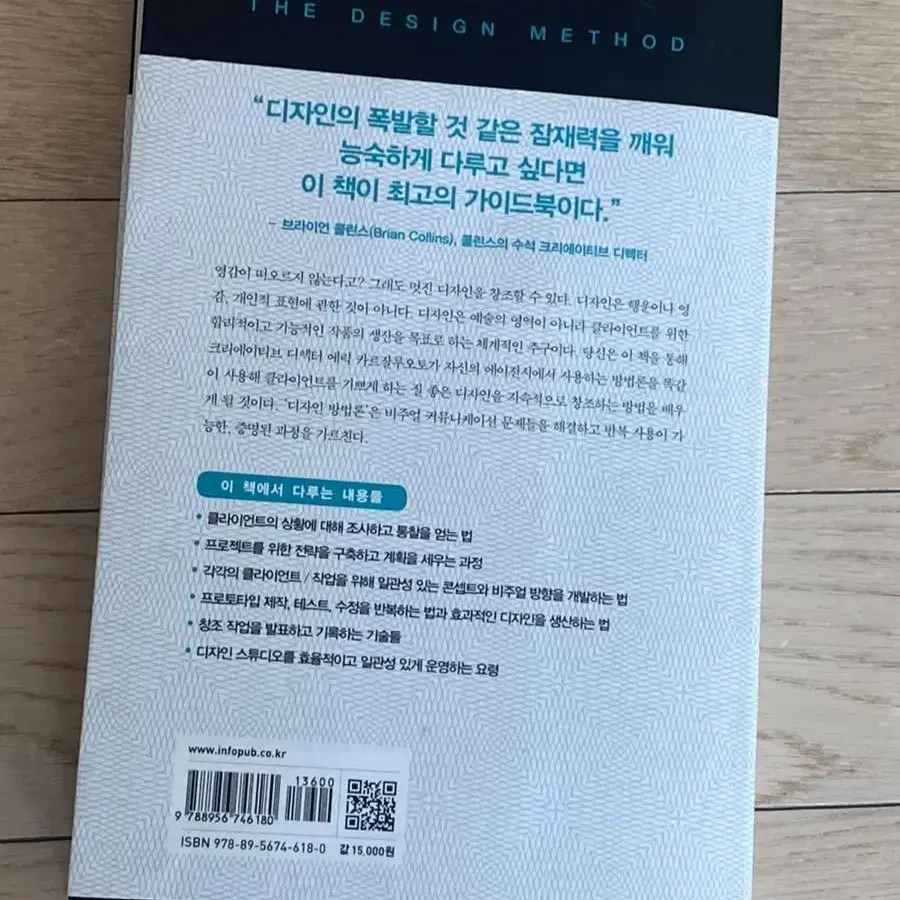 THE DESIGN METHOD
“디자인의 폭발할 것 같은 잠재력을 깨워
능숙하게 다루고 싶다면
이 책이 최고의 가이드북이다.”
– 브라이언 콜린스(Brian Collins), 콜린스의 수석 크리에이티브 디렉터
영감이 떠오르지 않는다고? 그래도 멋진 디자인을 창조할 수 있다. 디자인은 행운이나 영
감, 개인적 표현에 관한 것이 아니다. 디자인은 예술의 영역이 아니라 클라이언트를 위한
합리적이고 기능적인 작품의 생산을 목표로 하는 체계적인 추구이다. 당신은 이 책을 통해
크리에이티브 디렉터 에릭 카르잘루오토가 자신의 에이전시에서 사용하는 방법론을 똑같
이 사용해 클라이언트를 기쁘게 하는 질 좋은 디자인을 지속적으로 창조하는 방법을 배우
게 될 것이다. ‘디자인 방법론’은 비주얼 커뮤니케이션 문제들을 해결하고 반복 사용이 가
능한, 증명된 과정을 가르친다.
이 책에서 다루는 내용들
• 클라이언트의 상황에 대해 조사하고 통찰을 얻는 법
• 프로젝트를 위한 전략을 구축하고 계획을 세우는 과정
• 각각의 클라이언트 / 작업을 위해 일관성 있는 콘셉트와 비주얼 방향을 개발하는 법
• 프로토타입 제작, 테스트, 수정을 반복하는 법과 효과적인 디자인을 생산하는 법
• 창조 작업을 발표하고 기록하는 기술들
• 디자인 스튜디오를 효율적이고 일관성 있게 운영하는 요령
www.infopub.co.kr
13600
9 788956 746180
ISBN 978-89-5674-618-0 값 15,000원